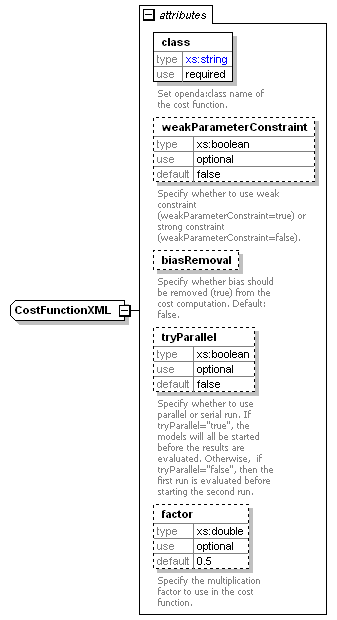 attributes
class
type xs:string
use required
Set openda:class name of
the cost function.
weakParameterConstraint
type xs:boolean
use optional
default false
Specify whether to use weak
constraint
(weakParameterConstraint=true) or
strong constraint
(weakParameterConstraint=false).
biasRemoval
Specify whether bias should
be removed (true) from the
cost computation. Default:
false.
CostFunctionXML
tryParallel
type xs:boolean
use optional
default false
Specify whether to use
parallel or serial run. If
tryParallel="true", the
models will all be started
before the results are
evaluated. Otherwise, if
tryParallel="false", then the
first run is evaluated before
starting the second run.
factor
type xs:double
use optional
default 0.5
Specify the multiplication
factor to use in the cost
function.